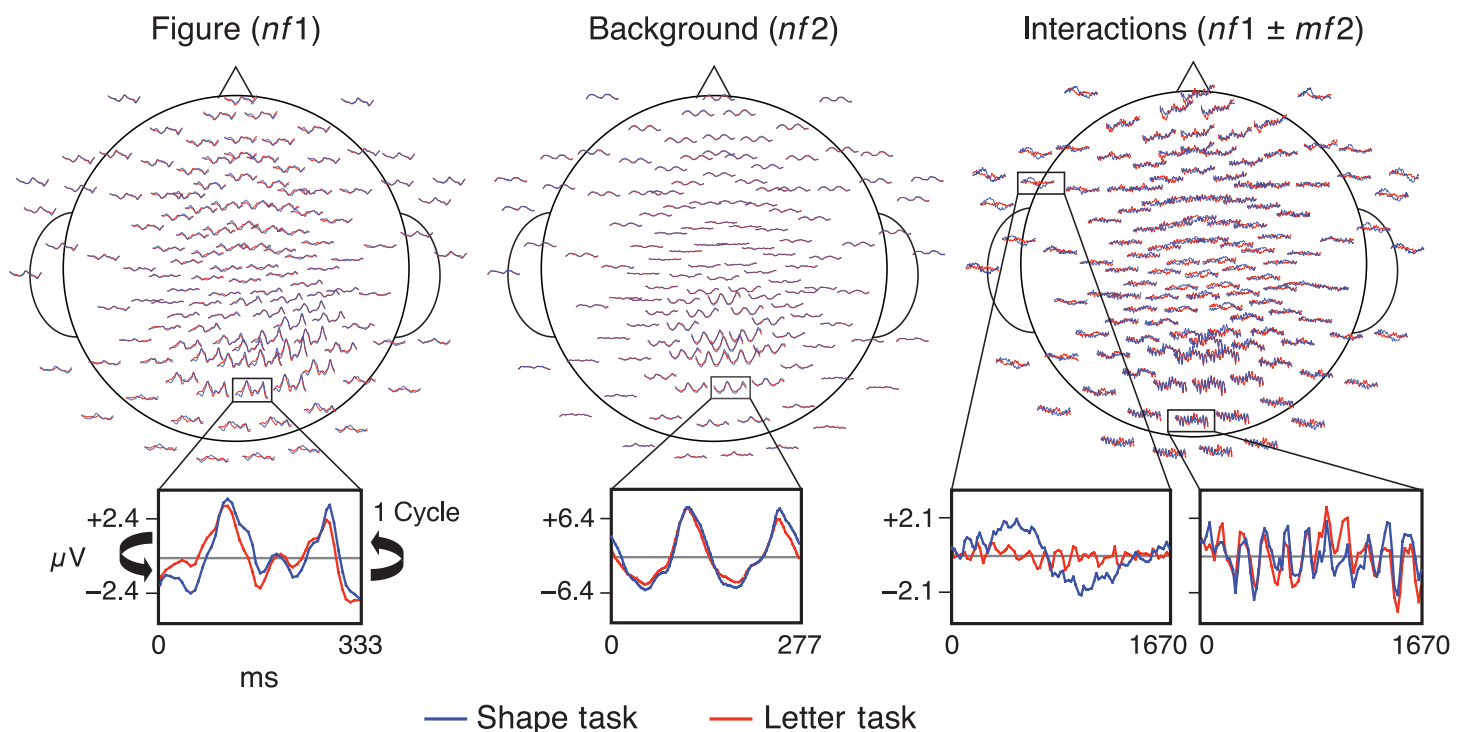 Figure (nf1)
Background (nf2)
Interactions (nf1 ± mf2)
+2.4
μV
−2.4
1 Cycle
0
333
ms
+6.4
−6.4
0
277
+2.1
−2.1
0
1670
0
1670
Shape task
Letter task